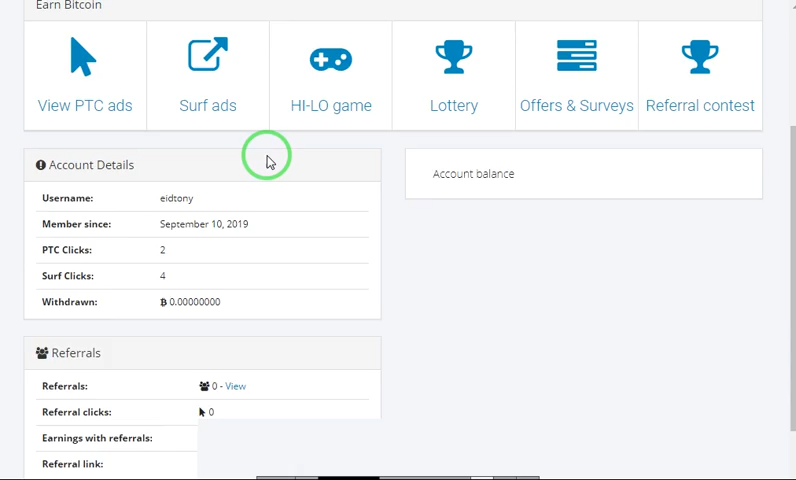 Earn Bitcoin
View PTC ads
Surf ads
HI-LO game
Lottery
Offers & Surveys
Referral contest
Account Details
Username: eidtony
Member since: September 10, 2019
PTC Clicks: 2
Surf Clicks: 4
Withdrawn: ฿ 0.00000000
Account balance
Referrals
Referrals: 0 - View
Referral clicks: 0
Earnings with referrals:
Referral link: